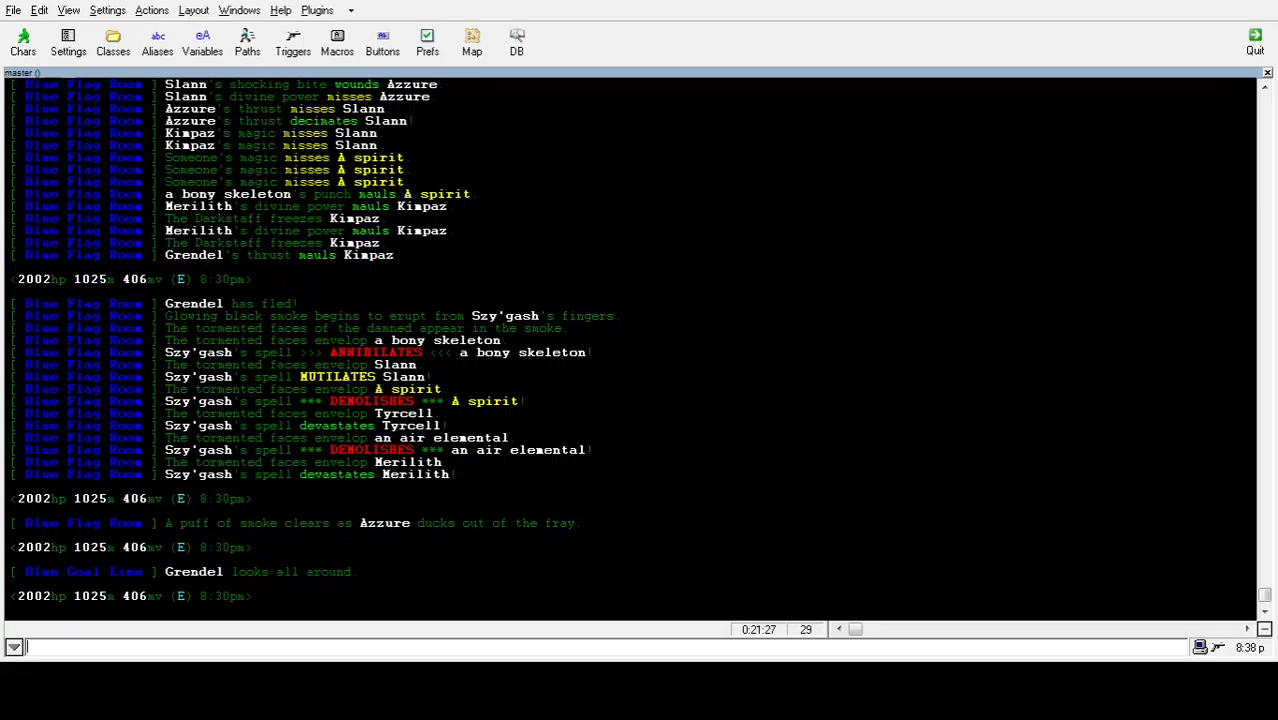 File Edit View Settings Actions Layout Windows Help Plugins
Chars Settings Classes Aliases Variables Paths Triggers Macros Buttons Prefs Map DB Quit
master ()
[ Blue Flag Room ] Slann's shocking bite wounds Azzure.
[ Blue Flag Room ] Slann's divine power misses Azzure.
[ Blue Flag Room ] Azzure's thrust misses Slann.
[ Blue Flag Room ] Azzure's thrust decimates Slann!
[ Blue Flag Room ] Kimpaz's magic misses Slann.
[ Blue Flag Room ] Kimpaz's magic misses Slann.
[ Blue Flag Room ] Someone's magic misses A spirit.
[ Blue Flag Room ] Someone's magic misses A spirit.
[ Blue Flag Room ] Someone's magic misses A spirit.
[ Blue Flag Room ] a bony skeleton's punch mauls A spirit.
[ Blue Flag Room ] Merilith's divine power mauls Kimpaz.
[ Blue Flag Room ] The Darkstaff freezes Kimpaz.
[ Blue Flag Room ] Merilith's divine power mauls Kimpaz.
[ Blue Flag Room ] The Darkstaff freezes Kimpaz.
[ Blue Flag Room ] Grendel's thrust mauls Kimpaz.
<2002hp 1025m 406mv (E) 8:30pm>
[ Blue Flag Room ] Grendel has fled!
[ Blue Flag Room ] Glowing black smoke begins to erupt from Szy'gash's fingers.
[ Blue Flag Room ] The tormented faces of the damned appear in the smoke.
[ Blue Flag Room ] The tormented faces envelop a bony skeleton.
[ Blue Flag Room ] Szy'gash's spell >>> ANNIHILATES <<< a bony skeleton!
[ Blue Flag Room ] The tormented faces envelop Slann.
[ Blue Flag Room ] Szy'gash's spell MUTILATES Slann!
[ Blue Flag Room ] The tormented faces envelop A spirit.
[ Blue Flag Room ] Szy'gash's spell *** DEMOLISHES *** A spirit!
[ Blue Flag Room ] The tormented faces envelop Tyrcell.
[ Blue Flag Room ] Szy'gash's spell devastates Tyrcell!
[ Blue Flag Room ] The tormented faces envelop an air elemental.
[ Blue Flag Room ] Szy'gash's spell *** DEMOLISHES *** an air elemental!
[ Blue Flag Room ] The tormented faces envelop Merilith.
[ Blue Flag Room ] Szy'gash's spell devastates Merilith!
<2002hp 1025m 406mv (E) 8:30pm>
[ Blue Flag Room ] A puff of smoke clears as Azzure ducks out of the fray.
<2002hp 1025m 406mv (E) 8:30pm>
[ Blue Goal Line ] Grendel looks all around.
<2002hp 1025m 406mv (E) 8:30pm>
0:21:27 29
8:38 p